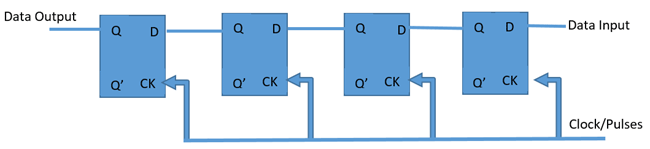 Data Output
Q D Q D Q D Q D
Data Input
Q' CK Q' CK Q' CK Q' CK
Clock/Pulses